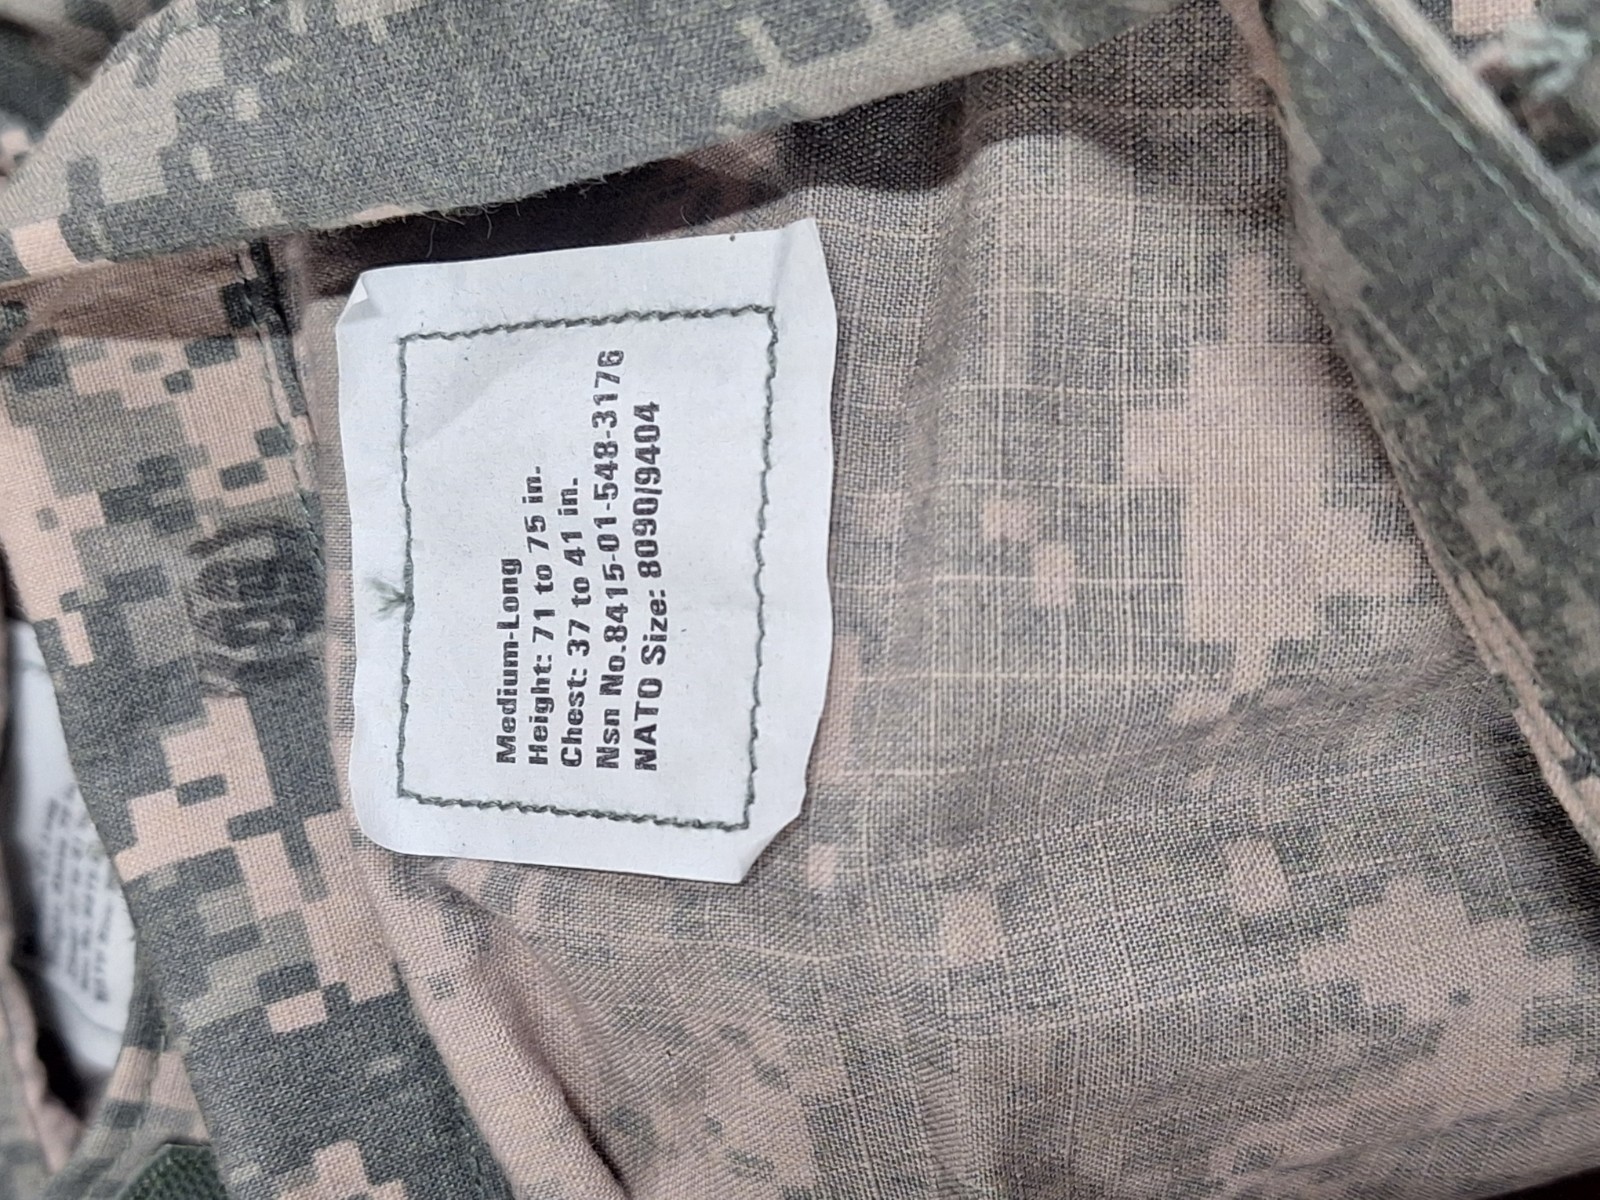 Medium-Long
Height: 71 to 75 in.
Chest: 37 to 41 in.
Nsn No.8415-01-548-3176
NATO Size: 8090/9404